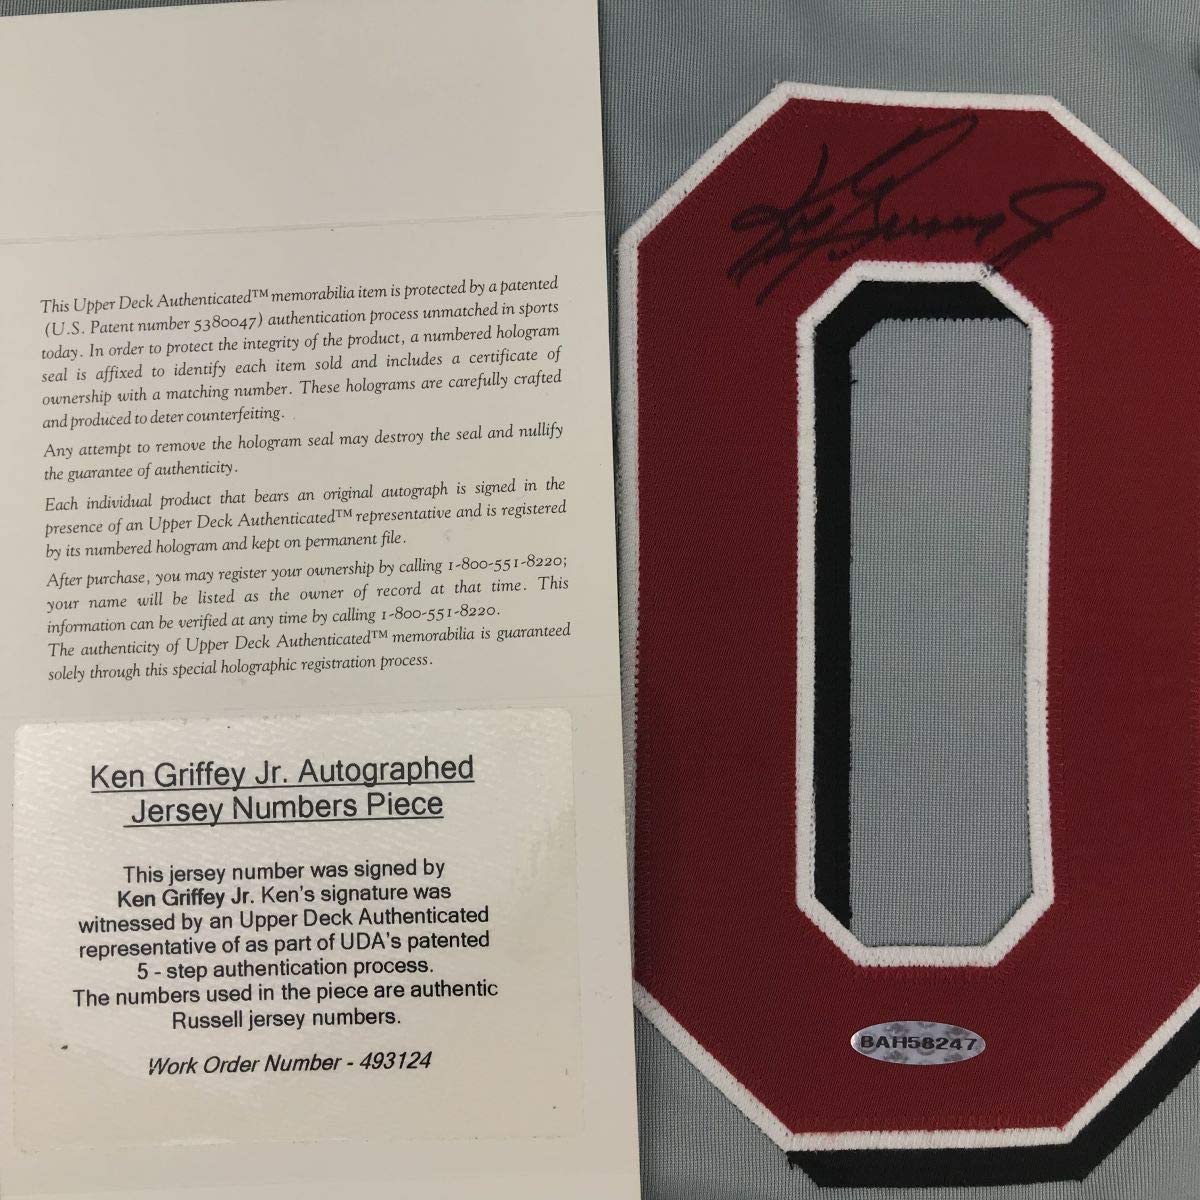 This Upper Deck Authenticated™ memorabilia item is protected by a patented
(U.S. Patent number 5380047) authentication process unmatched in sports
today. In order to protect the integrity of the product, a numbered hologram
seal is affixed to identify each item sold and includes a certificate of
ownership with a matching number. These holograms are carefully crafted
and produced to deter counterfeiting.
Any attempt to remove the hologram seal may destroy the seal and nullify
the guarantee of authenticity.
Each individual product that bears an original autograph is signed in the
presence of an Upper Deck Authenticated™ representative and is registered
by its numbered hologram and kept on permanent file.
After purchase, you may register your ownership by calling 1-800-551-8220;
your name will be listed as the owner of record at that time. This
information can be verified at any time by calling 1-800-551-8220.
The authenticity of Upper Deck Authenticated™ memorabilia is guaranteed
solely through this special holographic registration process.
Ken Griffey Jr. Autographed
Jersey Numbers Piece
This jersey number was signed by
Ken Griffey Jr. Ken's signature was
witnessed by an Upper Deck Authenticated
representative of as part of UDA's patented
5 - step authentication process.
The numbers used in the piece are authentic
Russell jersey numbers.
Work Order Number - 493124
Ken Griffey Jr
0
BAH58247